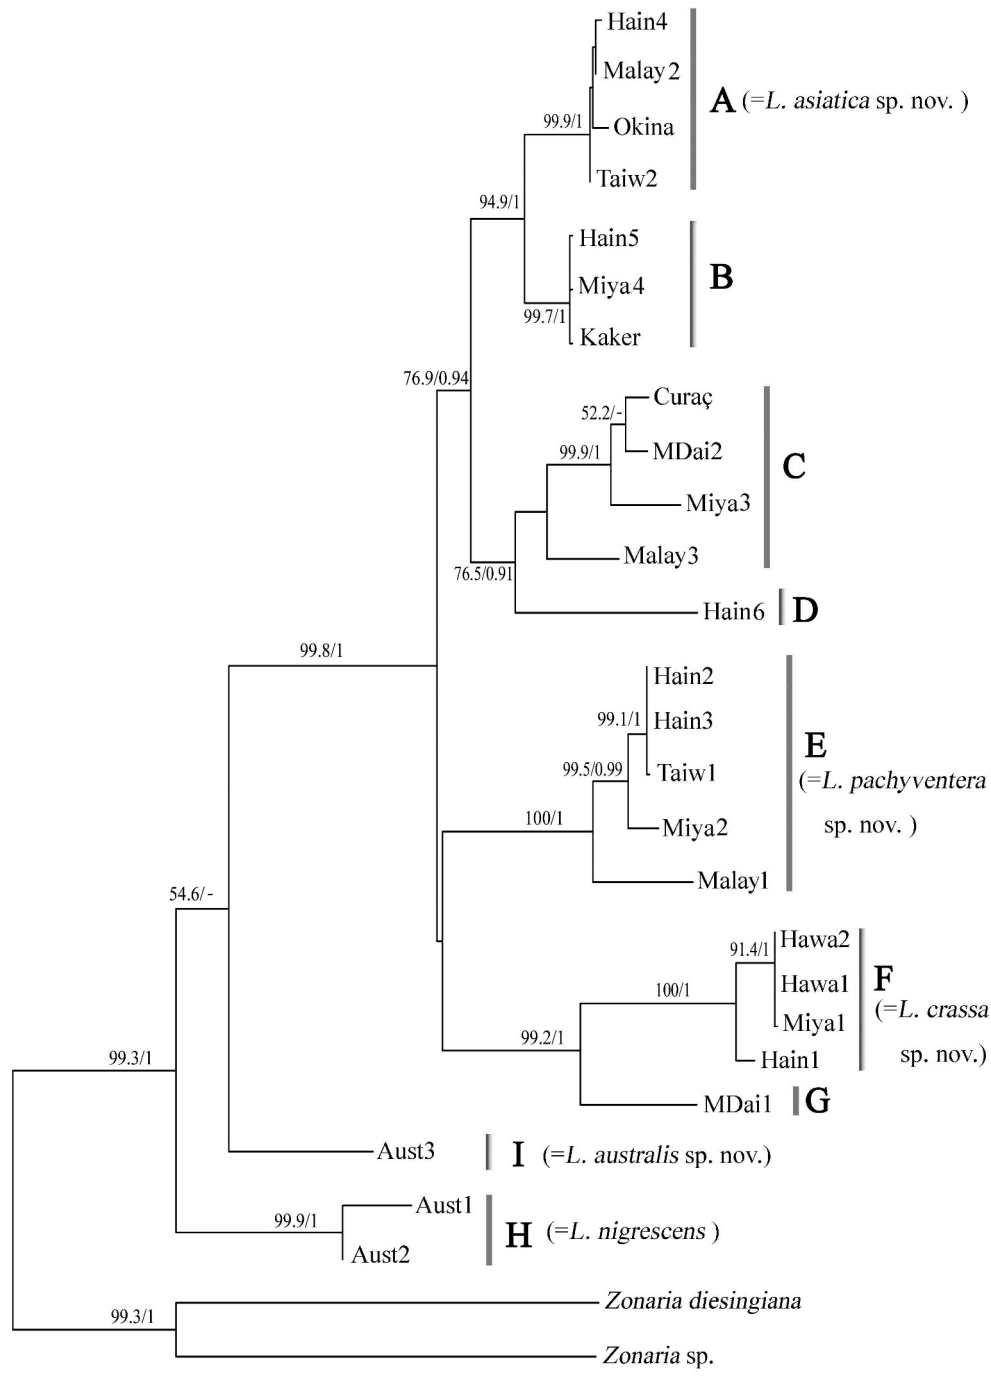 Hain4
Malay2
A (=L. asiatica sp. nov. )
99.9/1
Okina
Taiw2
94.9/1
Hain5
B
Miya4
99.7/1
Kaker
76.9/0.94
Curaç
52.2/-
MDai2
99.9/1
C
Miya3
Malay3
76.5/0.91
Hain6
D
99.8/1
Hain2
99.1/1
Hain3
E
99.5/0.99
Taiw1
(=L. pachyventera
100/1
Miya2
sp. nov. )
Malay1
54.6/-
Hawa2
91.4/1
Hawa1
F
100/1
(=L. crassa
Miya1
99.2/1
sp. nov.)
99.3/1
Hain1
MDai1
G
Aust3
I (=L. australis sp. nov.)
Aust1
99.9/1
H (=L. nigrescens )
Aust2
Zonaria diesingiana
99.3/1
Zonaria sp.